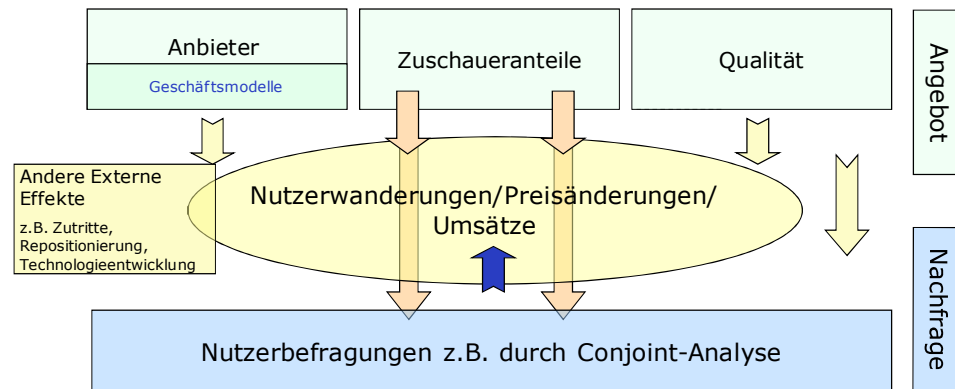 Anbieter
Geschäftsmodelle
Zuschaueranteile
Qualität
Angebot
Andere Externe
Effekte
z.B. Zutritte,
Repositionierung,
Technologieentwicklung
Nutzerwanderungen/Preisänderungen/
Umsätze
Nachfrage
Nutzerbefragungen z.B. durch Conjoint-Analyse